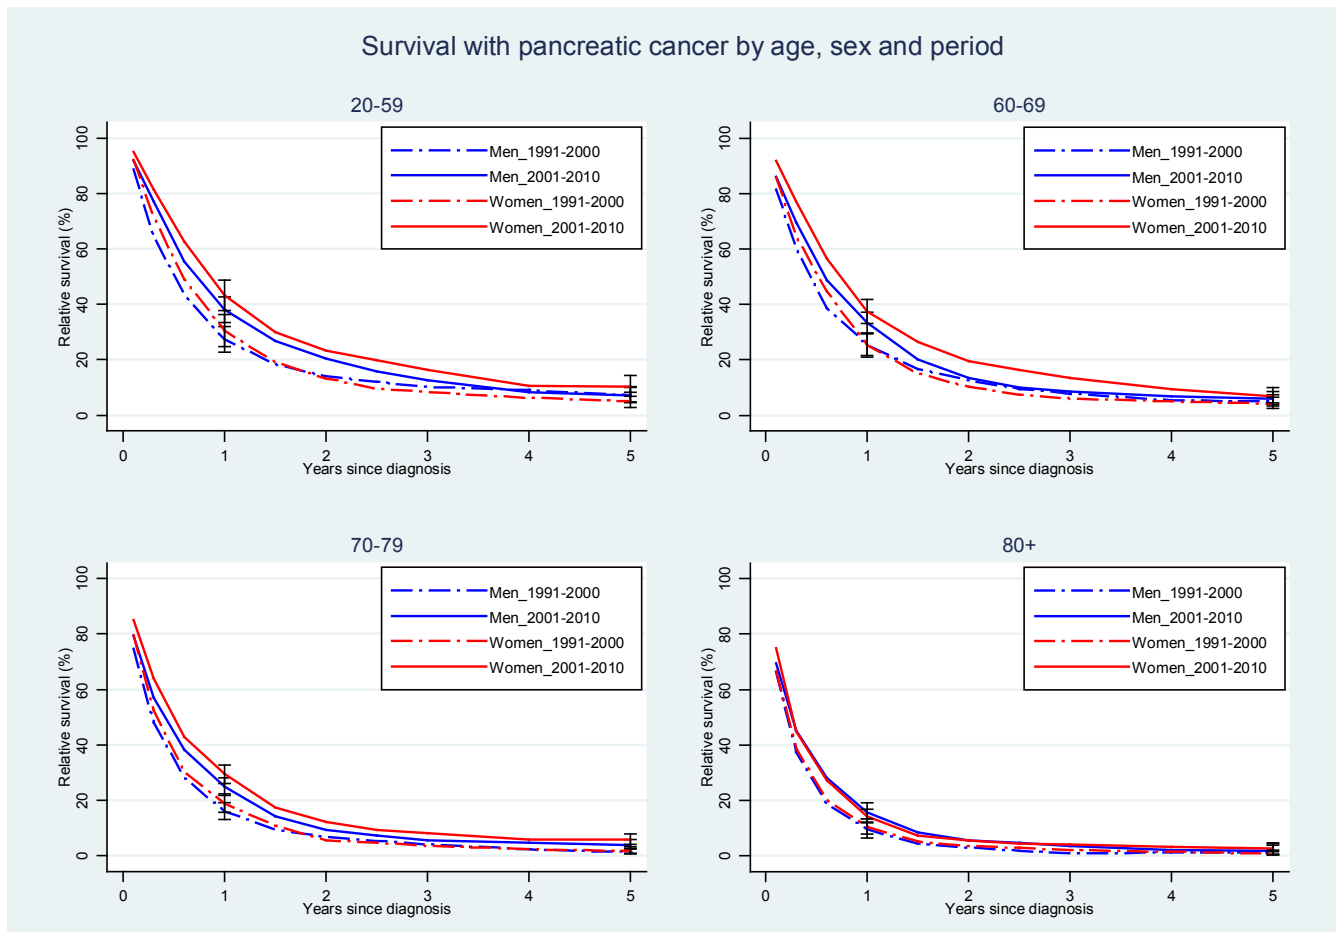 Survival with pancreatic cancer by age, sex and period
20-59
Relative survival (%)
100
80
60
40
20
0
Men_1991-2000
Men_2001-2010
Women_1991-2000
Women_2001-2010
0 1 2 3 4 5
Years since diagnosis
60-69
Relative survival (%)
100
80
60
40
20
0
Men_1991-2000
Men_2001-2010
Women_1991-2000
Women_2001-2010
0 1 2 3 4 5
Years since diagnosis
70-79
Relative survival (%)
100
80
60
40
20
0
Men_1991-2000
Men_2001-2010
Women_1991-2000
Women_2001-2010
0 1 2 3 4 5
Years since diagnosis
80+
Relative survival (%)
100
80
60
40
20
0
Men_1991-2000
Men_2001-2010
Women_1991-2000
Women_2001-2010
0 1 2 3 4 5
Years since diagnosis